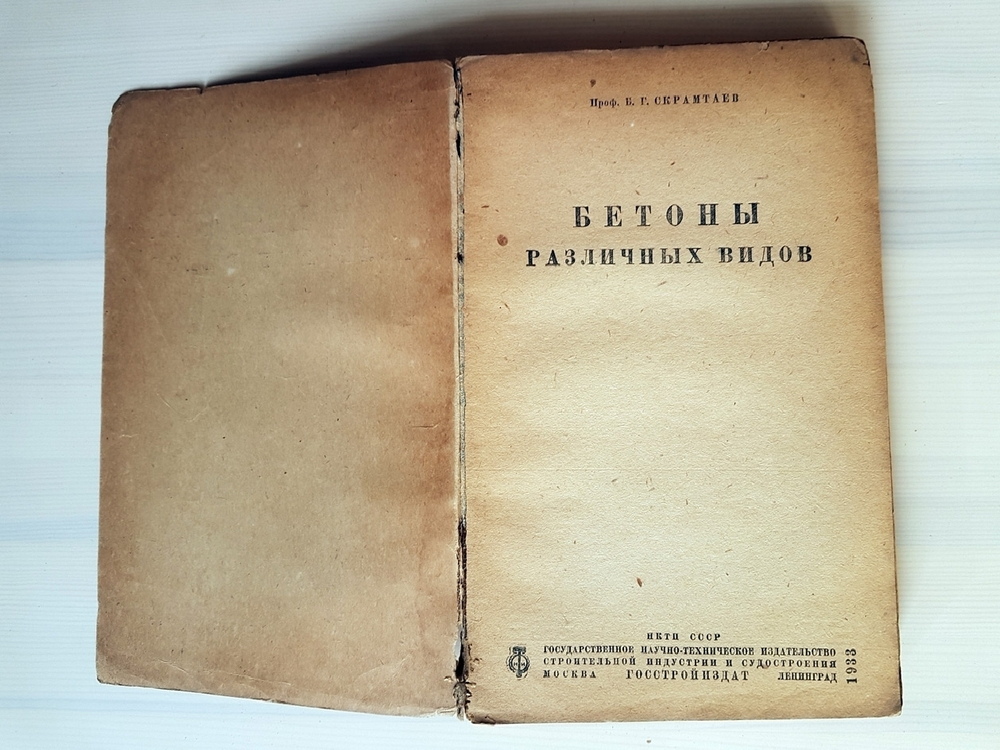 Проф. Б. Г. СКРАМТАЕВ
БЕТОНЫ
РАЗЛИЧНЫХ ВИДОВ
НКТП СССР
ГОСУДАРСТВЕННОЕ НАУЧНО-ТЕХНИЧЕСКОЕ ИЗДАТЕЛЬСТВО
СТРОИТЕЛЬНОЙ ИНДУСТРИИ И СУДОСТРОЕНИЯ
МОСКВА ГОССТРОЙИЗДАТ ЛЕНИНГРАД
1933